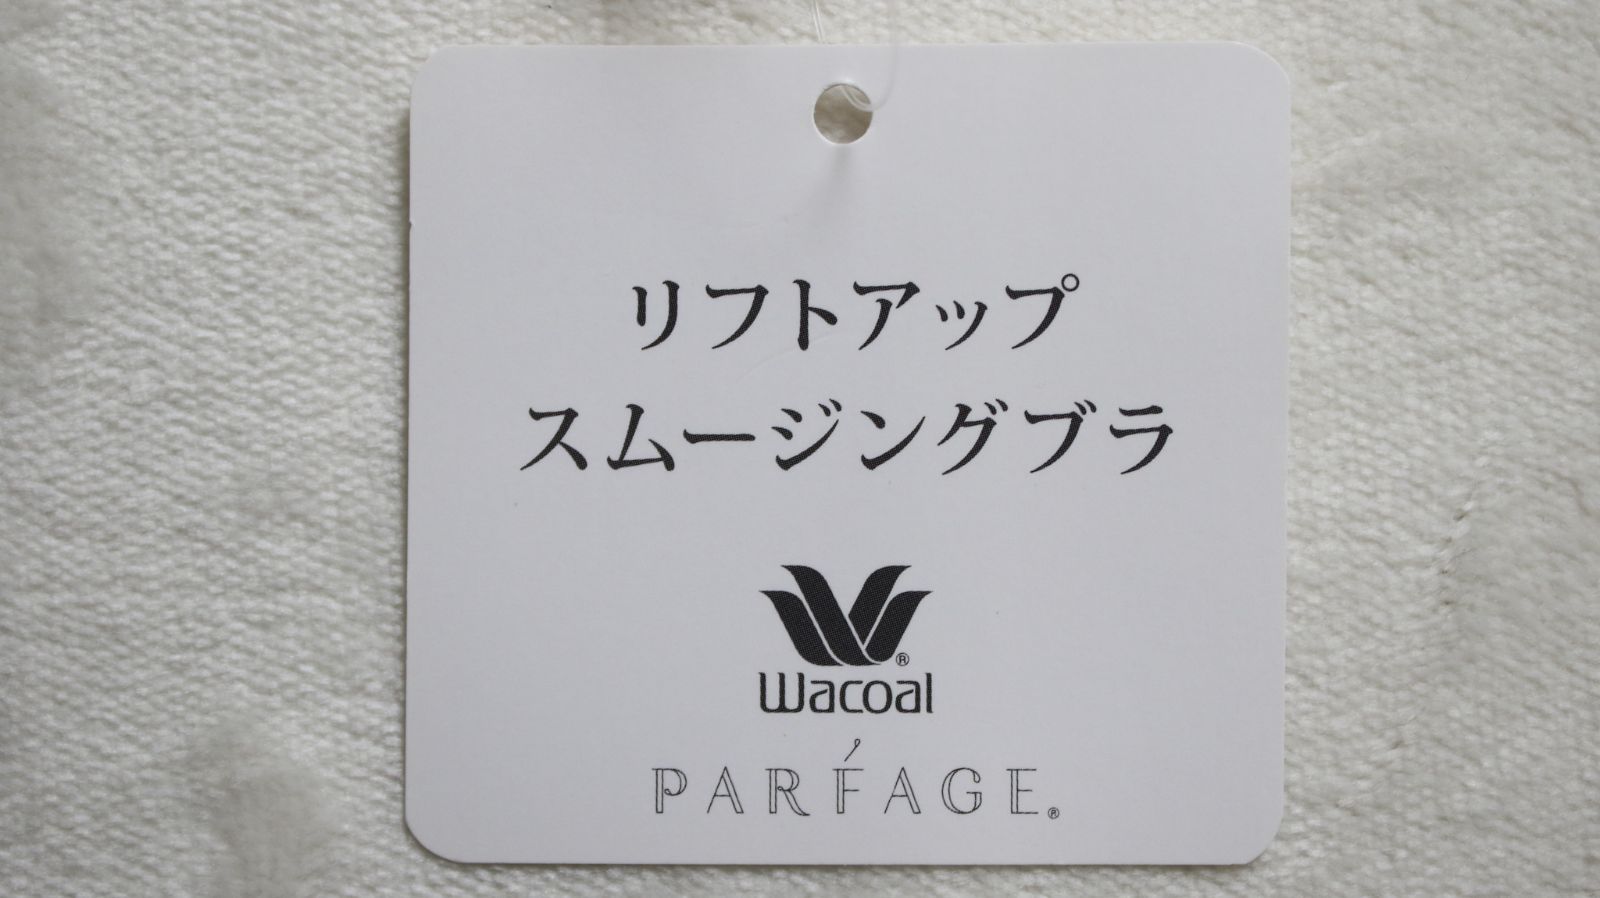 リフトアップ
スムージングブラ
®
Wacoal
PARFAGE®